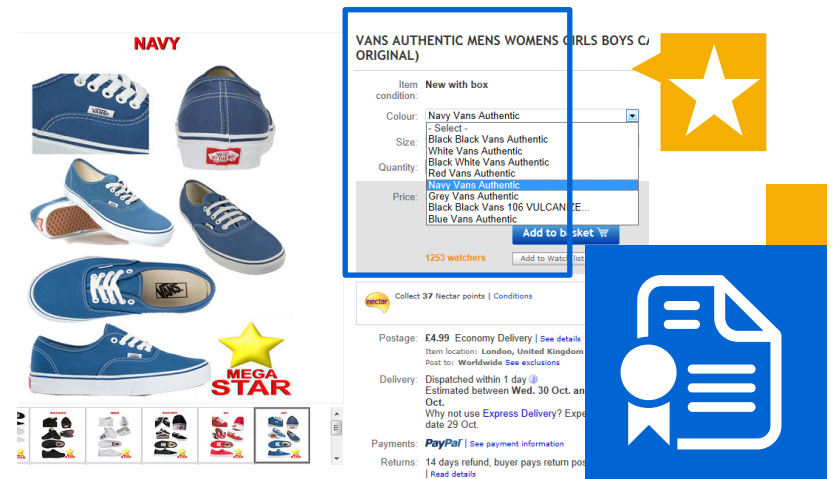 NAVY
VANS
MEGA
STAR
VANS AUTHENTIC MENS WOMENS GIRLS BOYS CA
ORIGINAL)
Item condition: New with box
Colour: Navy Vans Authentic
- Select -
Black Black Vans Authentic
White Vans Authentic
Black White Vans Authentic
Red Vans Authentic
Navy Vans Authentic
Grey Vans Authentic
Black Black Vans 106 VULCANIZE...
Blue Vans Authentic
Size:
Quantity:
Price:
Add to basket
1253 watchers
Add to Watch list
nectar
Collect 37 Nectar points | Conditions
Postage: £4.99 Economy Delivery | See details
Item location: London, United Kingdom
Post to: Worldwide See exclusions
Delivery: Dispatched within 1 day
Estimated between Wed. 30 Oct. an
Oct.
Why not use Express Delivery? Expe
date 29 Oct.
Payments: PayPal | See payment information
Returns: 14 days refund, buyer pays return pos
| Read details